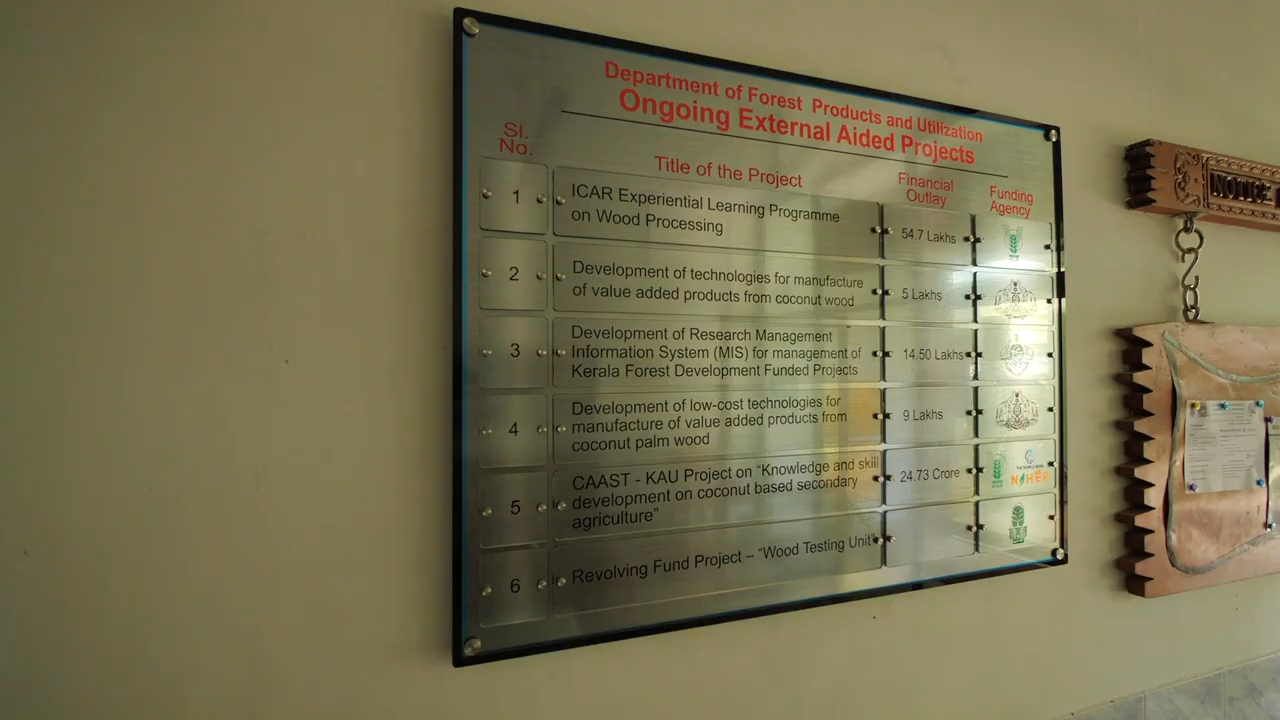 Department of Forest Products and Utilization
Ongoing External Aided Projects
Sl. No.
Title of the Project
Financial Outlay
Funding Agency
1
ICAR Experiential Learning Programme
on Wood Processing
54.7 Lakhs
2
Development of technologies for manufacture
of value added products from coconut wood
5 Lakhs
3
Development of Research Management
Information System (MIS) for management of
Kerala Forest Development Funded Projects
14.50 Lakhs
4
Development of low-cost technologies for
manufacture of value added products from
coconut palm wood
9 Lakhs
5
CAAST - KAU Project on “Knowledge and skill
development on coconut based secondary
agriculture”
24.73 Crore
THE WORLD BANK
NAHEP
6
Revolving Fund Project – “Wood Testing Unit”
NOTICE